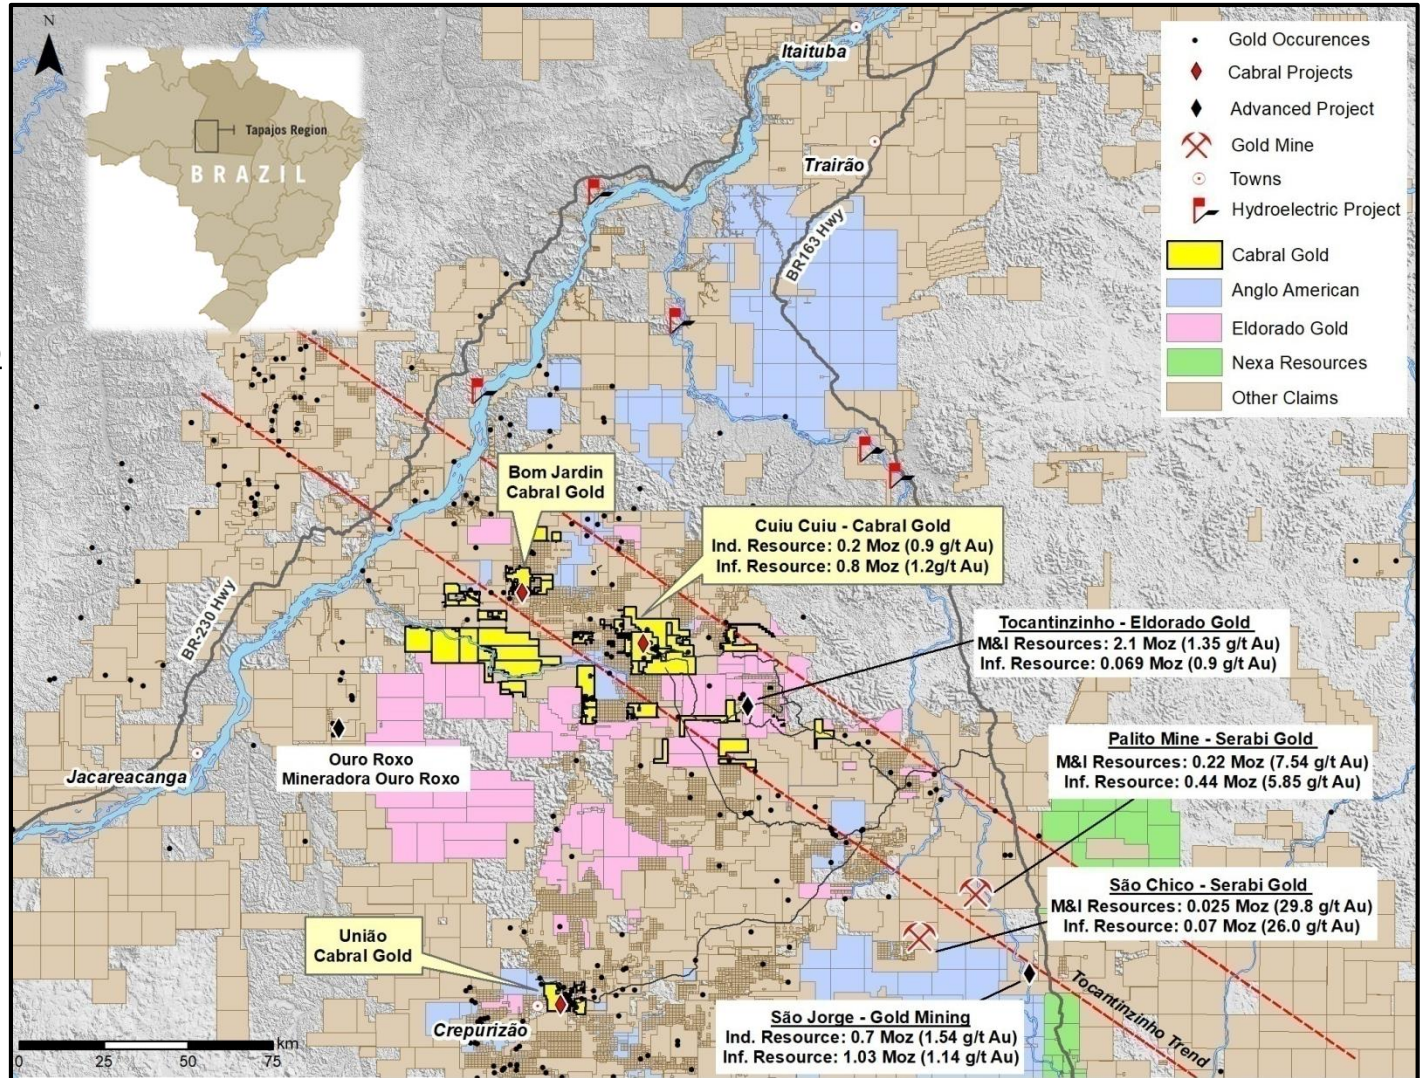 N
Tapajos Region
BRAZIL
Itaituba
Trairão
BR163 Hwy
Gold Occurences
Cabral Projects
Advanced Project
Gold Mine
Towns
Hydroelectric Project
Cabral Gold
Anglo American
Eldorado Gold
Nexa Resources
Other Claims
Bom Jardin
Cabral Gold
Cuiu Cuiu - Cabral Gold
Ind. Resource: 0.2 Moz (0.9 g/t Au)
Inf. Resource: 0.8 Moz (1.2g/t Au)
BR-230 Hwy
Tocantinzinho - Eldorado Gold
M&I Resources: 2.1 Moz (1.35 g/t Au)
Inf. Resource: 0.069 Moz (0.9 g/t Au)
Jacareacanga
Ouro Roxo
Mineradora Ouro Roxo
Palito Mine - Serabi Gold
M&I Resources: 0.22 Moz (7.54 g/t Au)
Inf. Resource: 0.44 Moz (5.85 g/t Au)
São Chico - Serabi Gold
M&I Resources: 0.025 Moz (29.8 g/t Au)
Inf. Resource: 0.07 Moz (26.0 g/t Au)
União
Cabral Gold
Crepurizão
São Jorge - Gold Mining
Ind. Resource: 0.7 Moz (1.54 g/t Au)
Inf. Resource: 1.03 Moz (1.14 g/t Au)
Tocantinzinho Trend
km
0 25 50 75